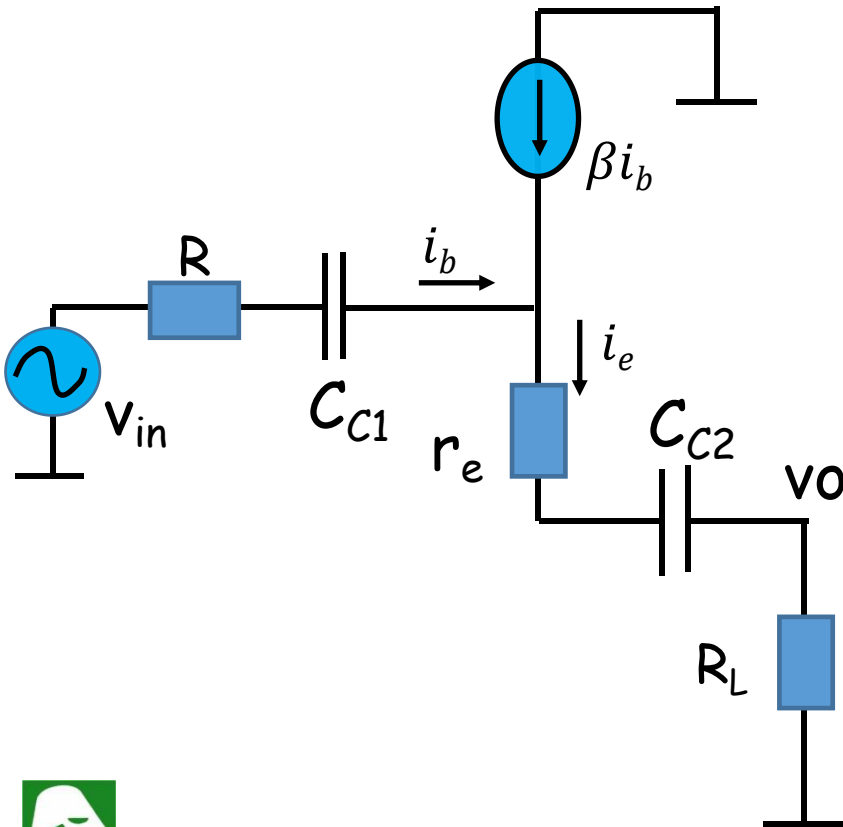 βi_b
R
i_b
i_e
C_C1
v_in
r_e
C_C2
vo
R_L